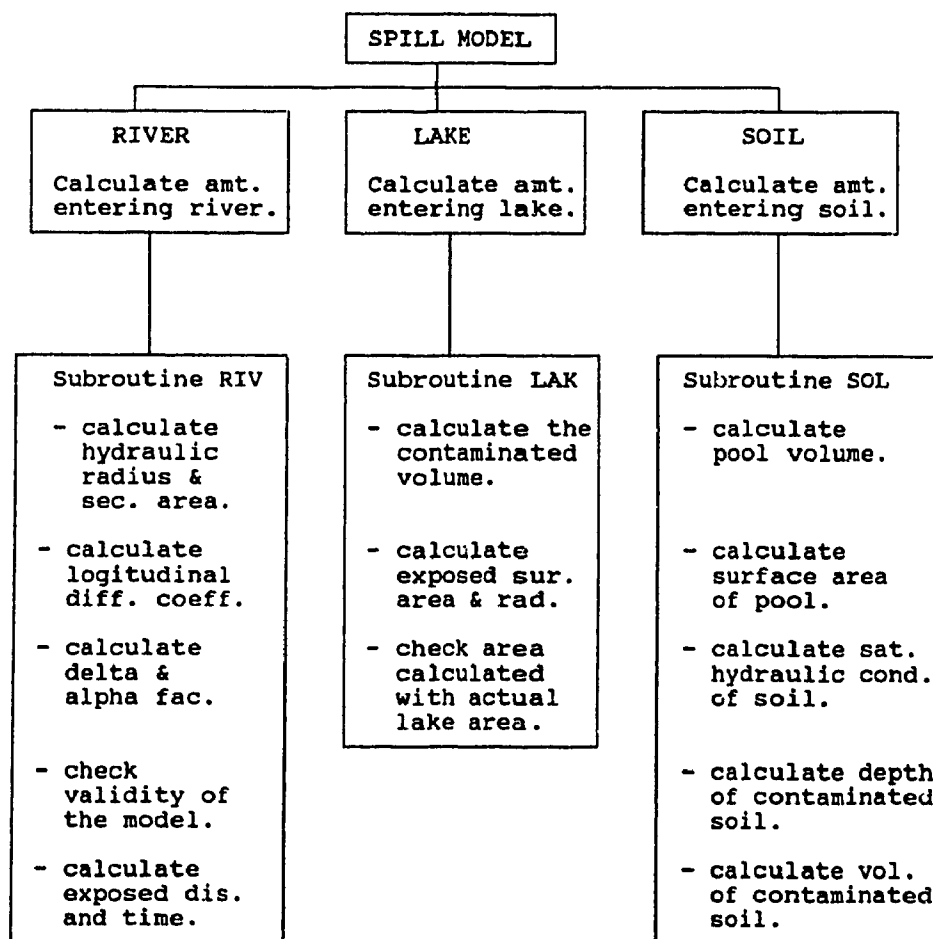 SPILL MODEL
RIVER
Calculate amt.
entering river.
LAKE
Calculate amt.
entering lake.
SOIL
Calculate amt.
entering soil.
Subroutine RIV
- calculate
hydraulic
radius &
sec. area.
- calculate
logitudinal
diff. coeff.
- calculate
delta &
alpha fac.
- check
validity of
the model.
- calculate
exposed dis.
and time.
Subroutine LAK
- calculate the
contaminated
volume.
- calculate
exposed sur.
area & rad.
- check area
calculated
with actual
lake area.
Subroutine SOL
- calculate
pool volume.
- calculate
surface area
of pool.
- calculate sat.
hydraulic cond.
of soil.
- calculate depth
of contaminated
soil.
- calculate vol.
of contaminated
soil.